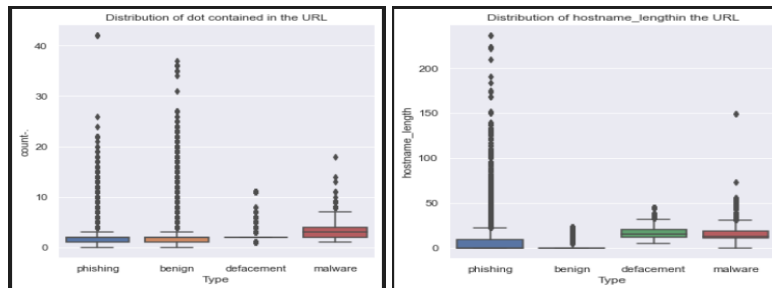 Distribution of dot contained in the URL
40
30
20
10
0
count-.
phishing benign defacement malware
Type
Distribution of hostname_lengthin the URL
200
150
100
50
0
hostname_length
phishing benign defacement malware
Type